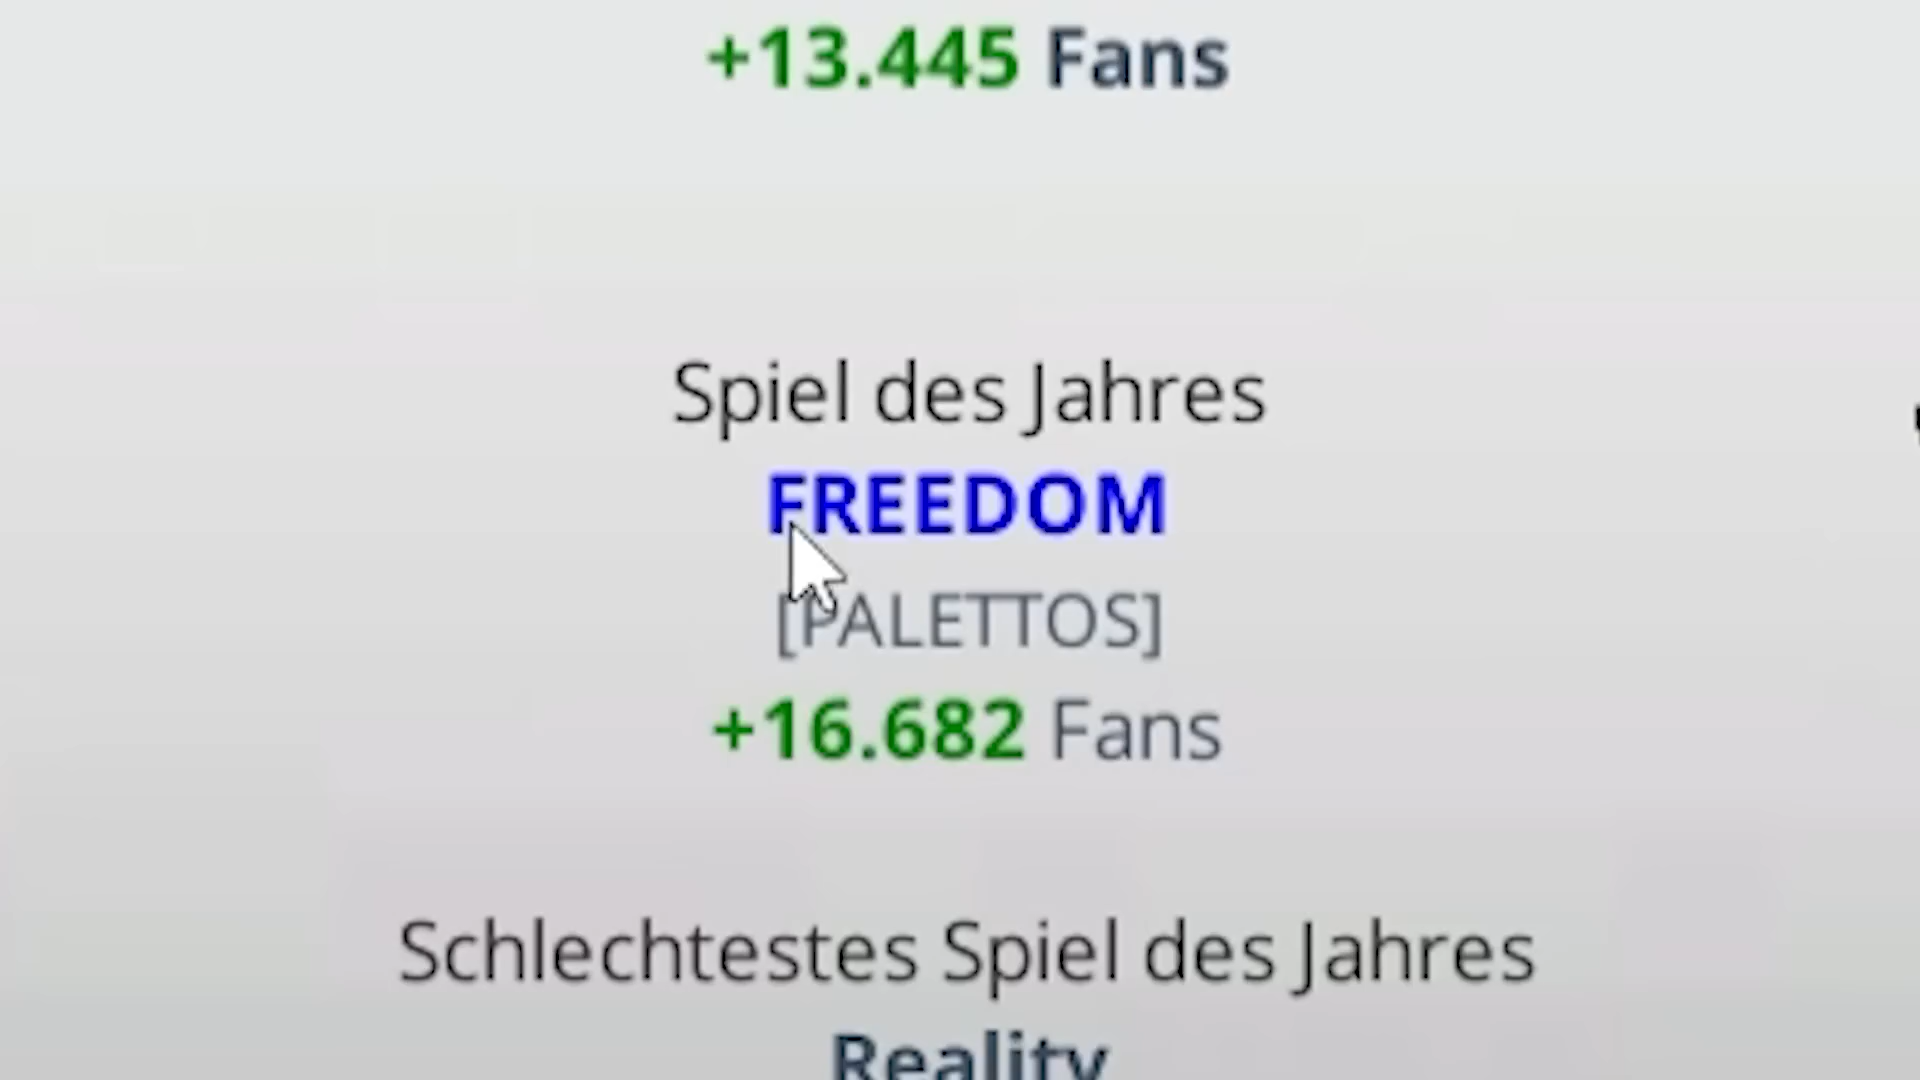 +13.445 Fans
Spiel des Jahres
FREEDOM
[PALETTOS]
+16.682 Fans
Schlechtestes Spiel des Jahres
Reality